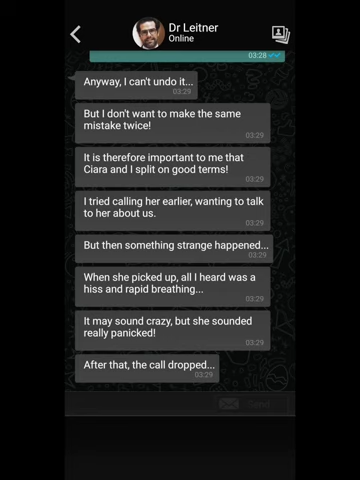 Dr Leitner
Online
03:28
Anyway, I can't undo it...
03:29
But I don't want to make the same
mistake twice!
03:29
It is therefore important to me that
Ciara and I split on good terms!
03:29
I tried calling her earlier, wanting to talk
to her about us.
03:29
But then something strange happened...
03:29
When she picked up, all I heard was a
hiss and rapid breathing...
03:29
It may sound crazy, but she sounded
really panicked!
03:29
After that, the call dropped...
03:29
Send